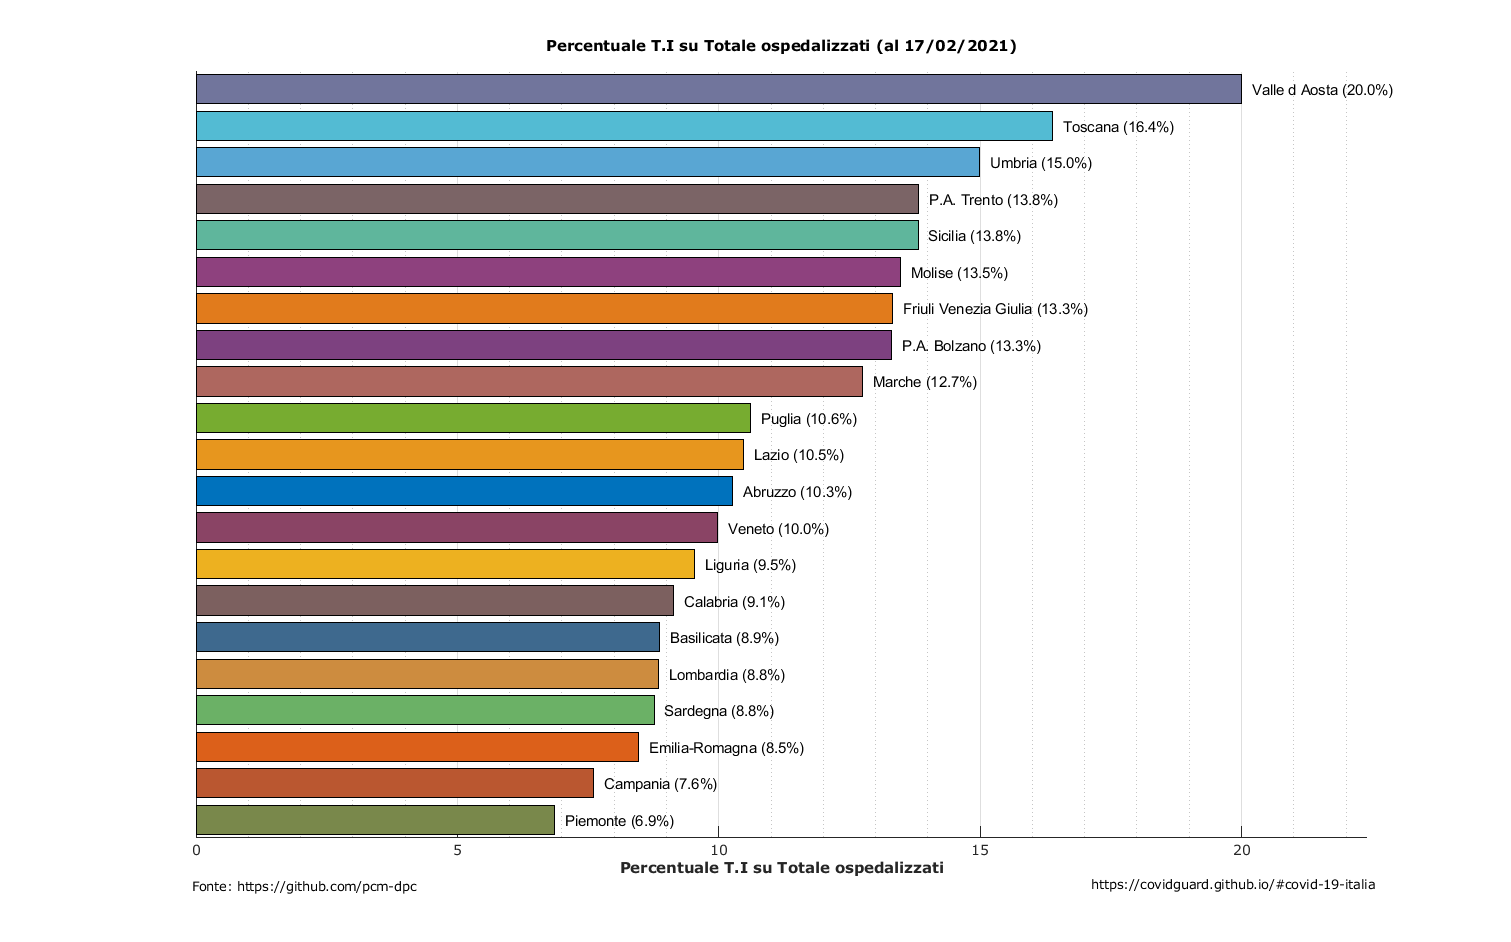 Percentuale T.I su Totale ospedalizzati (al 17/02/2021)
Valle d Aosta (20.0%)
Toscana (16.4%)
Umbria (15.0%)
P.A. Trento (13.8%)
Sicilia (13.8%)
Molise (13.5%)
Friuli Venezia Giulia (13.3%)
P.A. Bolzano (13.3%)
Marche (12.7%)
Puglia (10.6%)
Lazio (10.5%)
Abruzzo (10.3%)
Veneto (10.0%)
Liguria (9.5%)
Calabria (9.1%)
Basilicata (8.9%)
Lombardia (8.8%)
Sardegna (8.8%)
Emilia-Romagna (8.5%)
Campania (7.6%)
Piemonte (6.9%)
0 5 10 15 20
Percentuale T.I su Totale ospedalizzati
Fonte: https://github.com/pcm-dpc
https://covidguard.github.io/#covid-19-italia